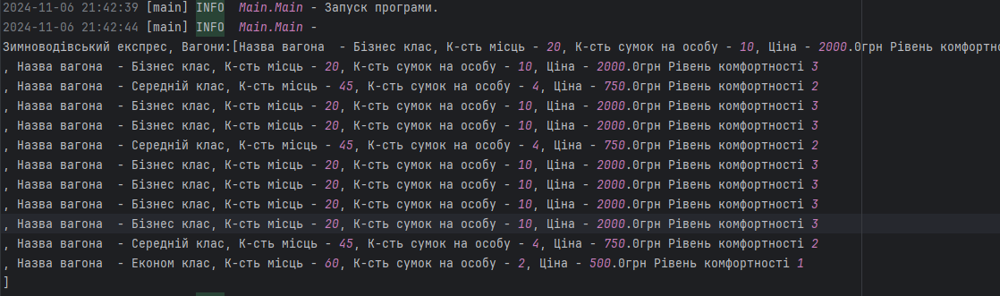 2024-11-06 21:42:39 [main] INFO  Main.Main - Запуск програми.
2024-11-06 21:42:44 [main] INFO  Main.Main -
Зимноводівський експрес, Вагони:[Назва вагона  - Бізнес клас, К-сть місць - 20, К-сть сумок на особу - 10, Ціна - 2000.0грн Рівень комфортн
, Назва вагона  - Бізнес клас, К-сть місць - 20, К-сть сумок на особу - 10, Ціна - 2000.0грн Рівень комфортності 3
, Назва вагона  - Середній клас, К-сть місць - 45, К-сть сумок на особу - 4, Ціна - 750.0грн Рівень комфортності 2
, Назва вагона  - Бізнес клас, К-сть місць - 20, К-сть сумок на особу - 10, Ціна - 2000.0грн Рівень комфортності 3
, Назва вагона  - Бізнес клас, К-сть місць - 20, К-сть сумок на особу - 10, Ціна - 2000.0грн Рівень комфортності 3
, Назва вагона  - Середній клас, К-сть місць - 45, К-сть сумок на особу - 4, Ціна - 750.0грн Рівень комфортності 2
, Назва вагона  - Бізнес клас, К-сть місць - 20, К-сть сумок на особу - 10, Ціна - 2000.0грн Рівень комфортності 3
, Назва вагона  - Бізнес клас, К-сть місць - 20, К-сть сумок на особу - 10, Ціна - 2000.0грн Рівень комфортності 3
, Назва вагона  - Бізнес клас, К-сть місць - 20, К-сть сумок на особу - 10, Ціна - 2000.0грн Рівень комфортності 3
, Назва вагона  - Бізнес клас, К-сть місць - 20, К-сть сумок на особу - 10, Ціна - 2000.0грн Рівень комфортності 3
, Назва вагона  - Середній клас, К-сть місць - 45, К-сть сумок на особу - 4, Ціна - 750.0грн Рівень комфортності 2
, Назва вагона  - Економ клас, К-сть місць - 60, К-сть сумок на особу - 2, Ціна - 500.0грн Рівень комфортності 1
]